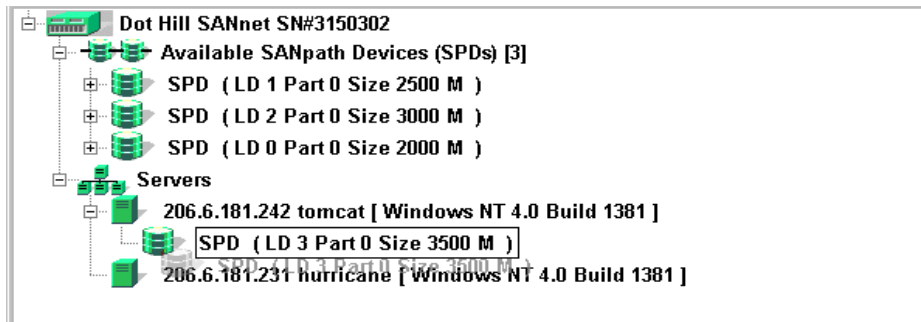 Dot Hill SANnet SN#3150302
Available SANpath Devices (SPDs) [3]
SPD ( LD 1 Part 0 Size 2500 M )
SPD ( LD 2 Part 0 Size 3000 M )
SPD ( LD 0 Part 0 Size 2000 M )
Servers
206.6.181.242 tomcat [ Windows NT 4.0 Build 1381 ]
SPD ( LD 3 Part 0 Size 3500 M )
SPD ( LD 3 Part 0 Size 3500 M )
206.6.181.231 hurricane [ Windows NT 4.0 Build 1381 ]